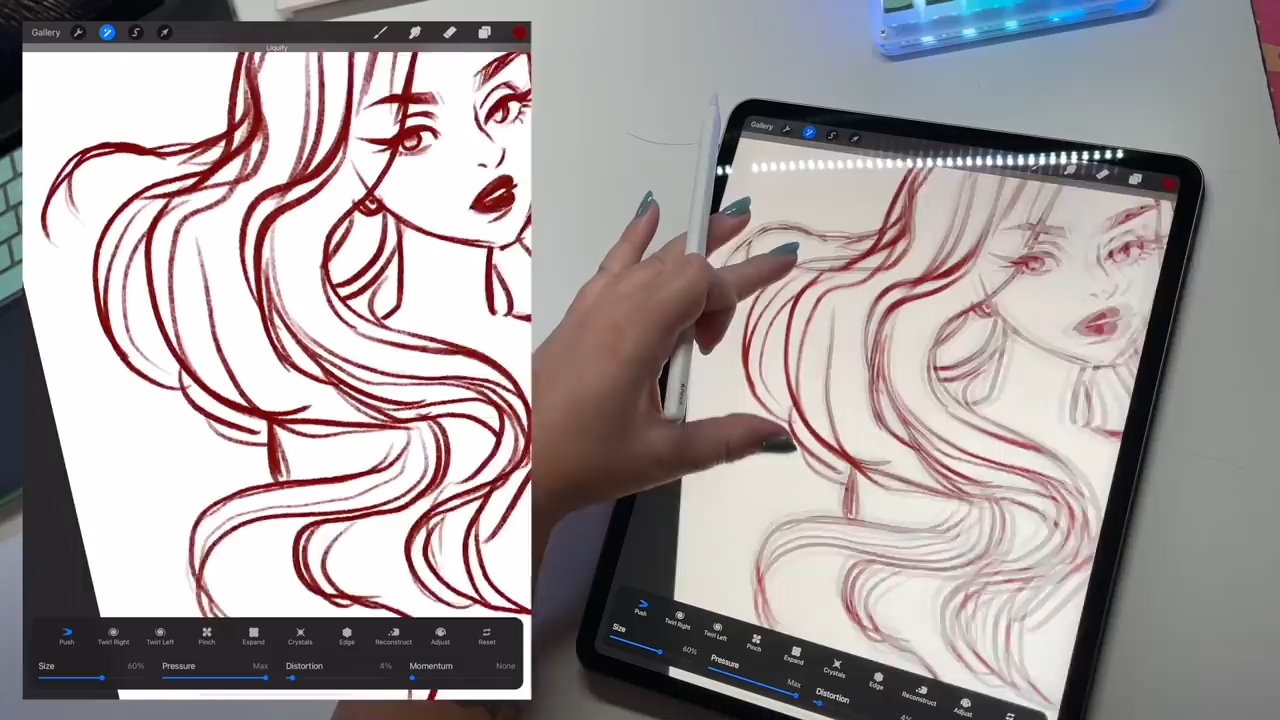 Gallery
Liquify
Push Twirl Right Twirl Left Pinch Expand Crystals Edge Reconstruct Adjust Reset
Size 60% Pressure Max Distortion 4% Momentum None
Gallery
Push Twirl Right Twirl Left Pinch Expand Crystals Edge Reconstruct Adjust
Size 60% Pressure Max Distortion 4%